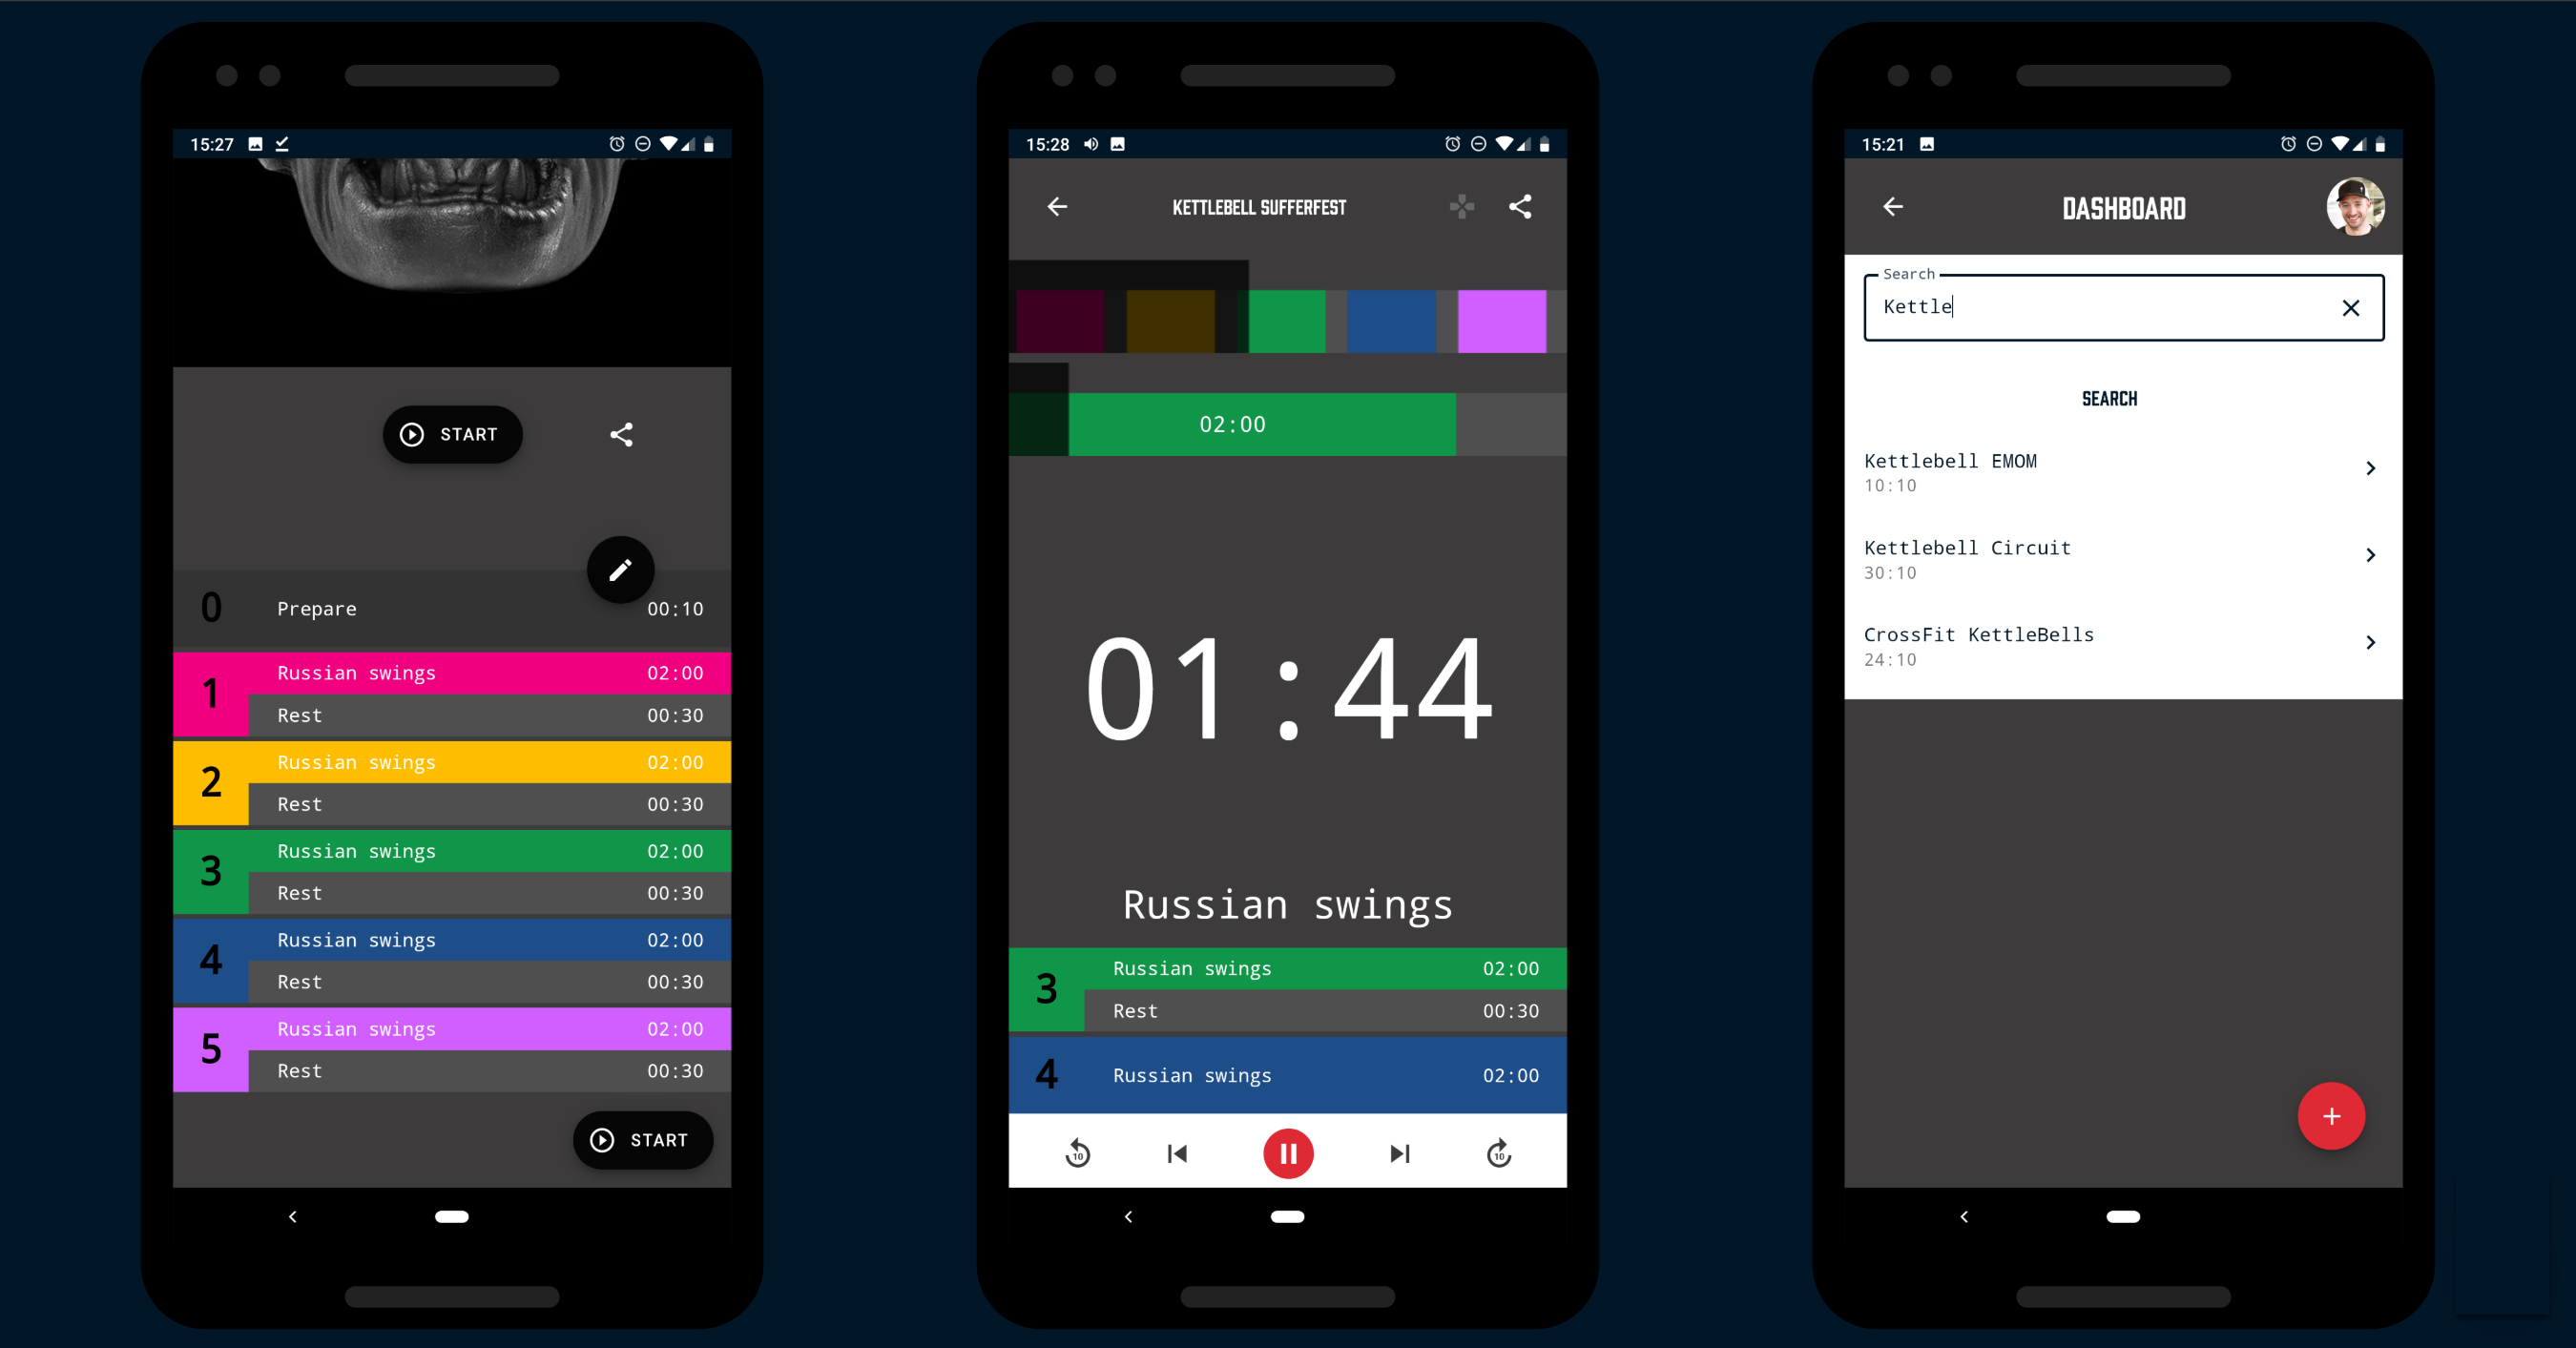 15:27
START
0 Prepare 00:10
1 Russian swings 02:00
Rest 00:30
2 Russian swings 02:00
Rest 00:30
3 Russian swings 02:00
Rest 00:30
4 Russian swings 02:00
Rest 00:30
5 Russian swings 02:00
Rest 00:30
START
15:28
KETTLEBELL SUFFERFEST
02:00
01:44
Russian swings
3 Russian swings 02:00
Rest 00:30
4 Russian swings 02:00
10 10
15:21
DASHBOARD
Search
Kettle
SEARCH
Kettlebell EMOM
10:10
Kettlebell Circuit
30:10
CrossFit KettleBells
24:10